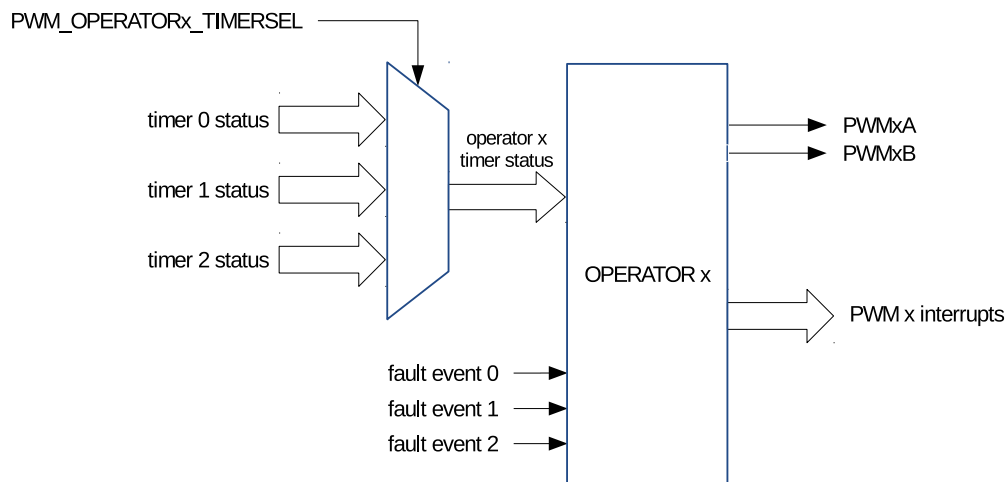 PWM_OPERATORx_TIMERSEL
timer 0 status
timer 1 status
timer 2 status
operator x
timer status
OPERATOR x
PWMxA
PWMxB
PWM x interrupts
fault event 0
fault event 1
fault event 2